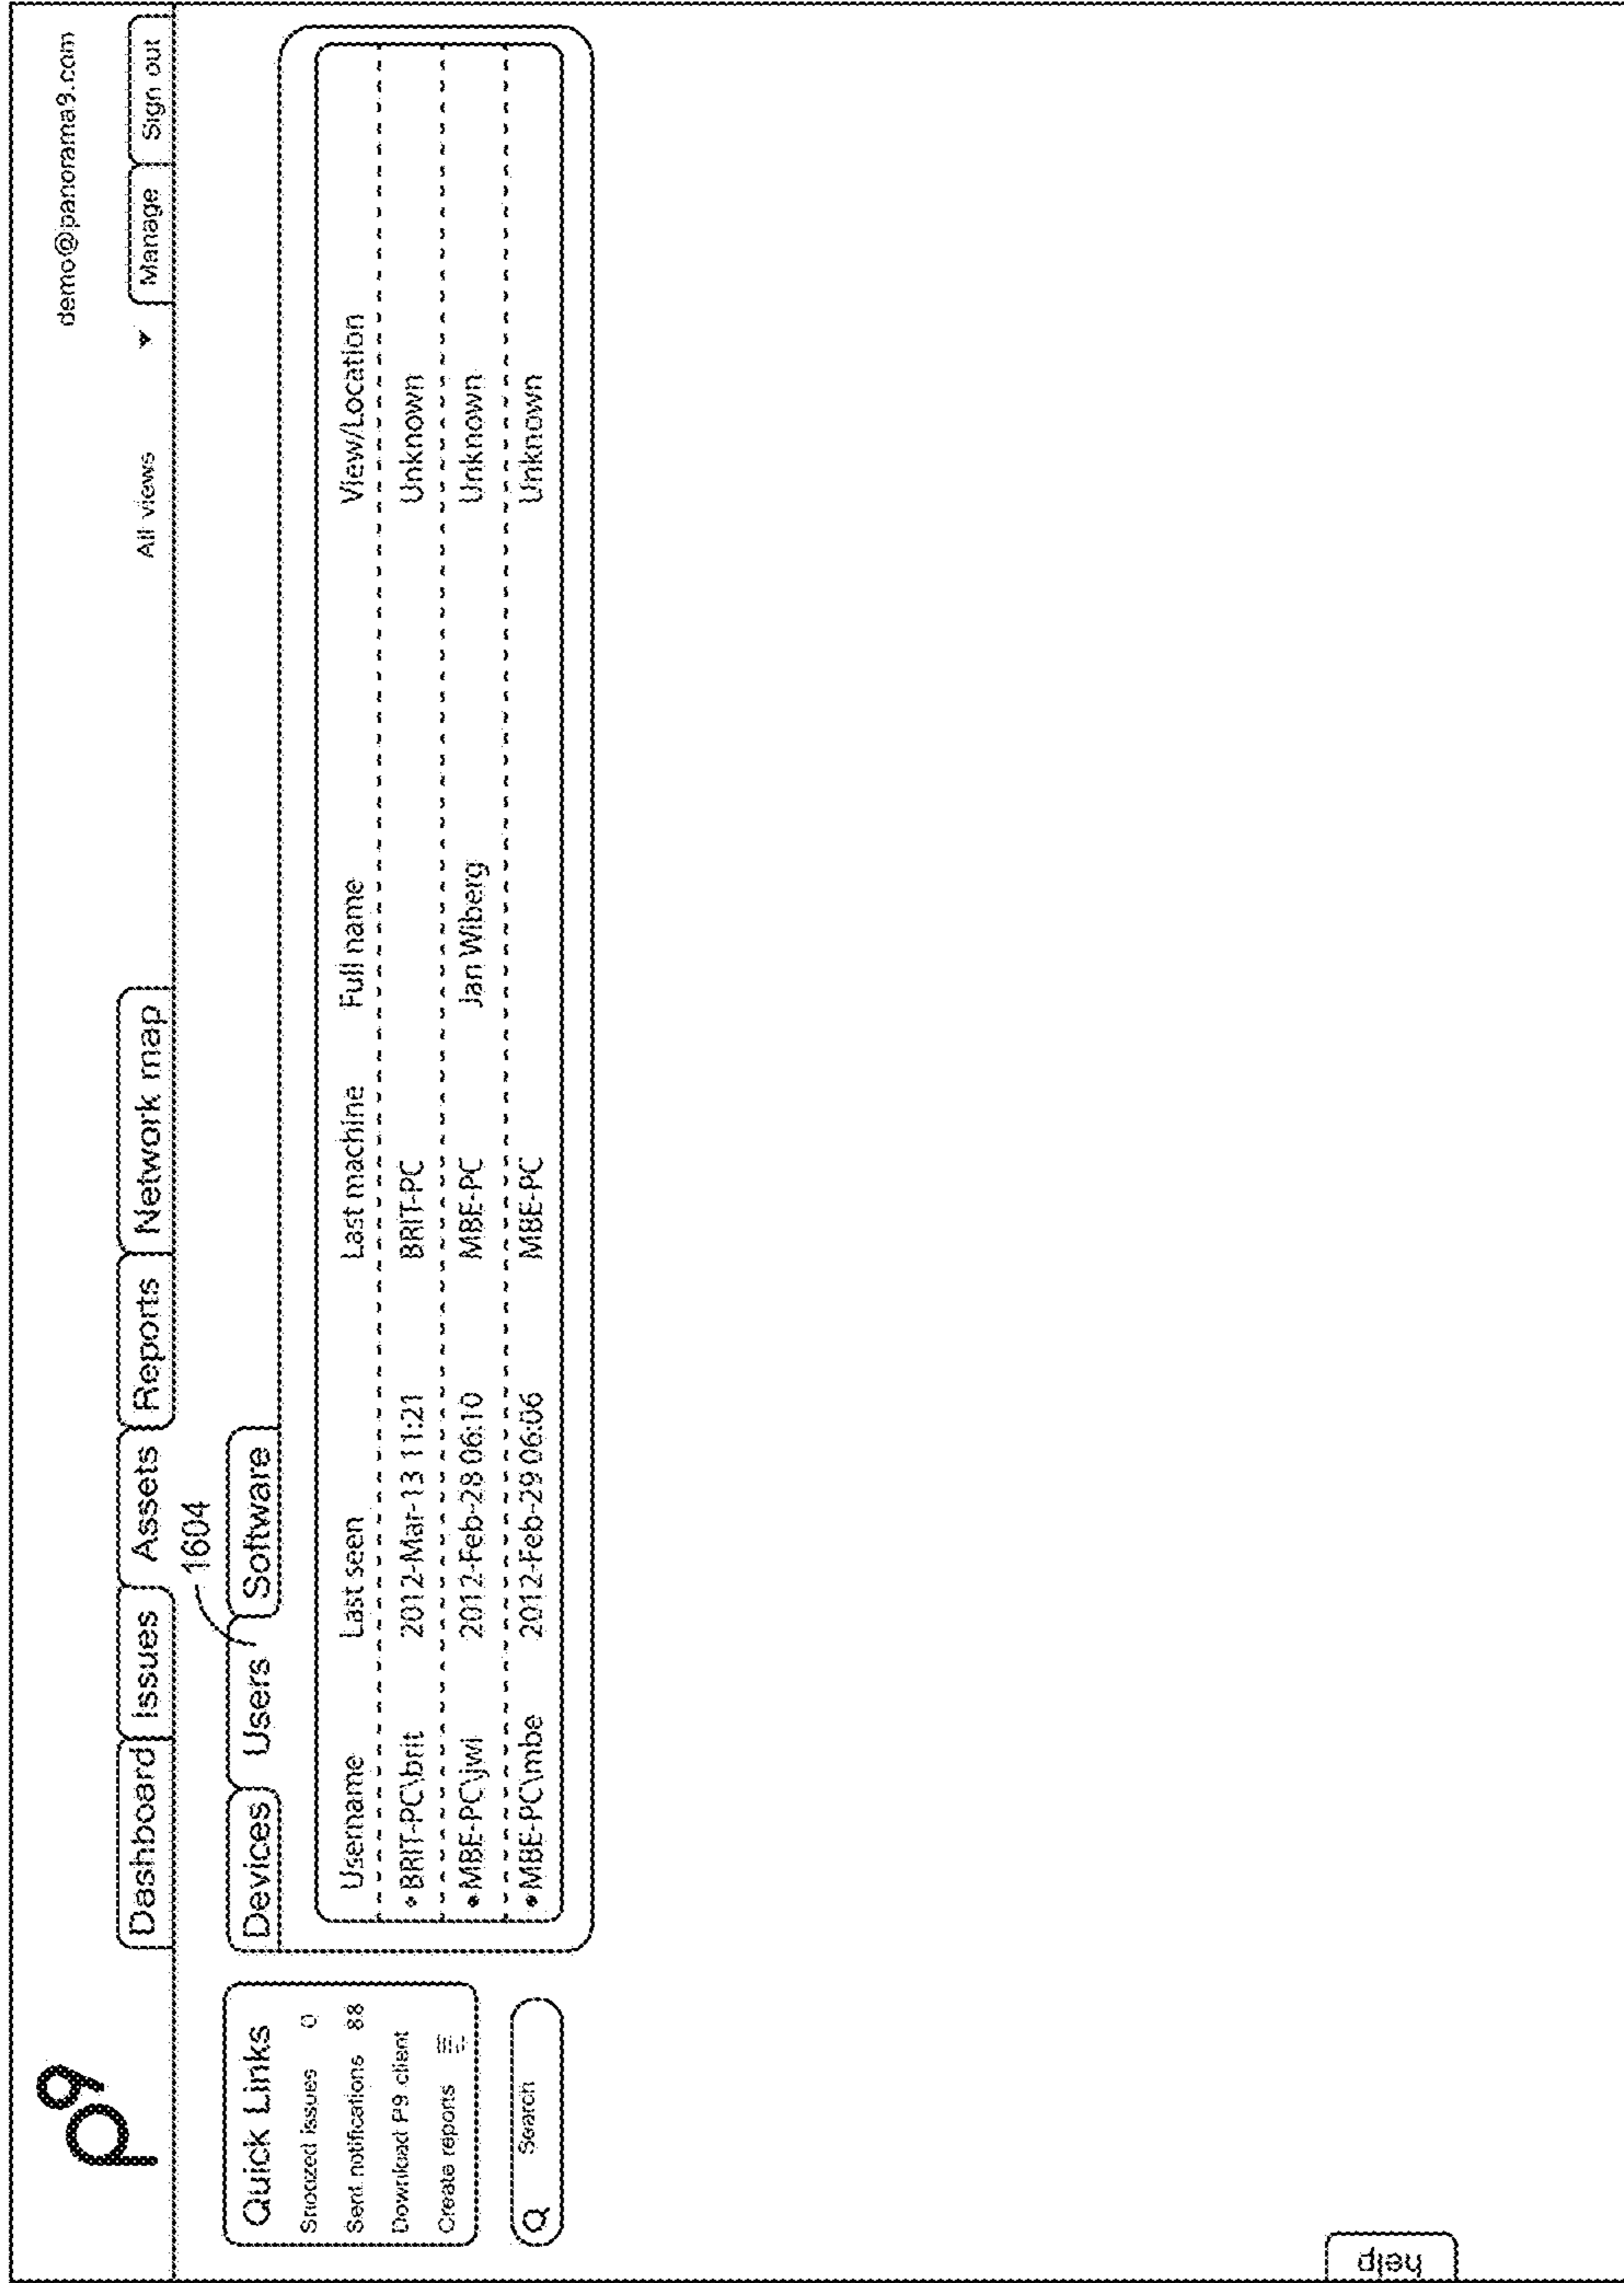 p9
demo@panorama9.com
Dashboard Issues Assets Reports Network map All views Manage Sign out
1604
Quick Links
Snoozed issues 0
Sent notifications 88
Download P9 client
Create reports
Search
Devices Users Software
Username Last seen Last machine Full name View/Location
BRIT-PC\brit 2012-Mar-13 11:21 BRIT-PC Unknown
MBE-PC\jwi 2012-Feb-28 06:10 MBE-PC Jan Wiberg Unknown
MBE-PC\mbe 2012-Feb-29 06:06 MBE-PC Unknown
help